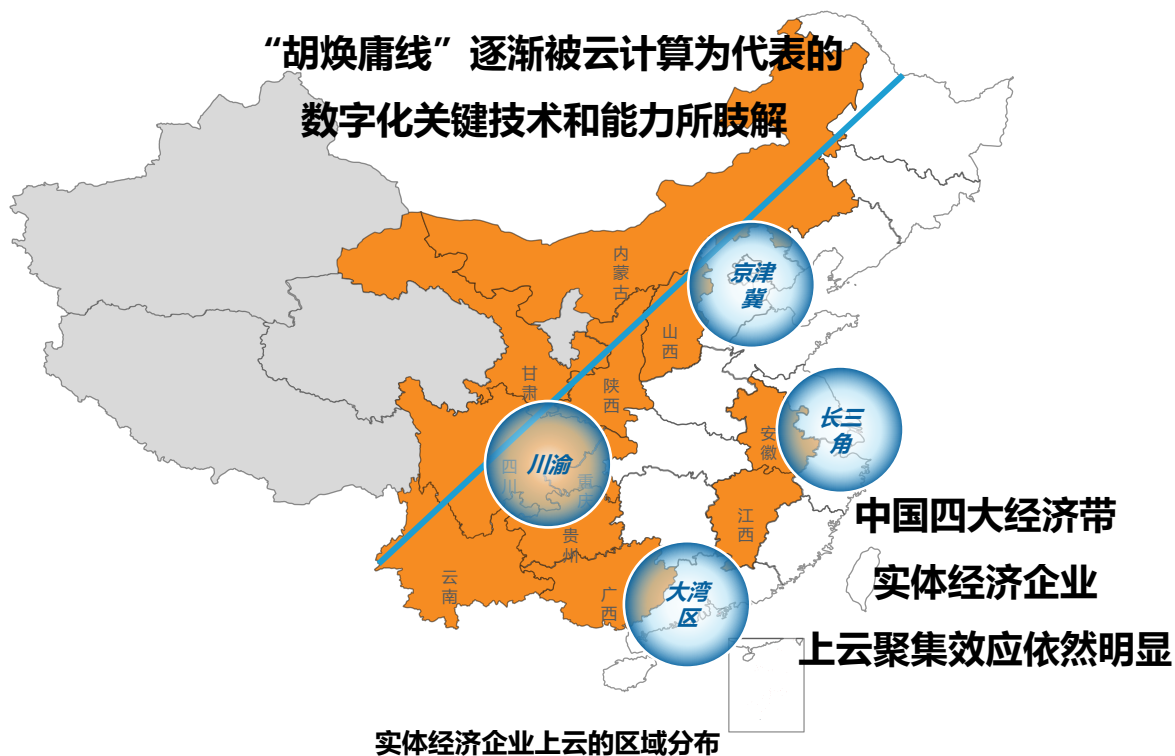 “胡焕庸线”逐渐被云计算为代表的
数字化关键技术和能力所肢解
内蒙古
京津
冀
山西
甘肃
陕西
长三
角
安徽
川渝
四川
重庆
中国四大经济带
江西
贵州
实体经济企业
云南
广西
大湾
区
上云聚集效应依然明显
实体经济企业上云的区域分布